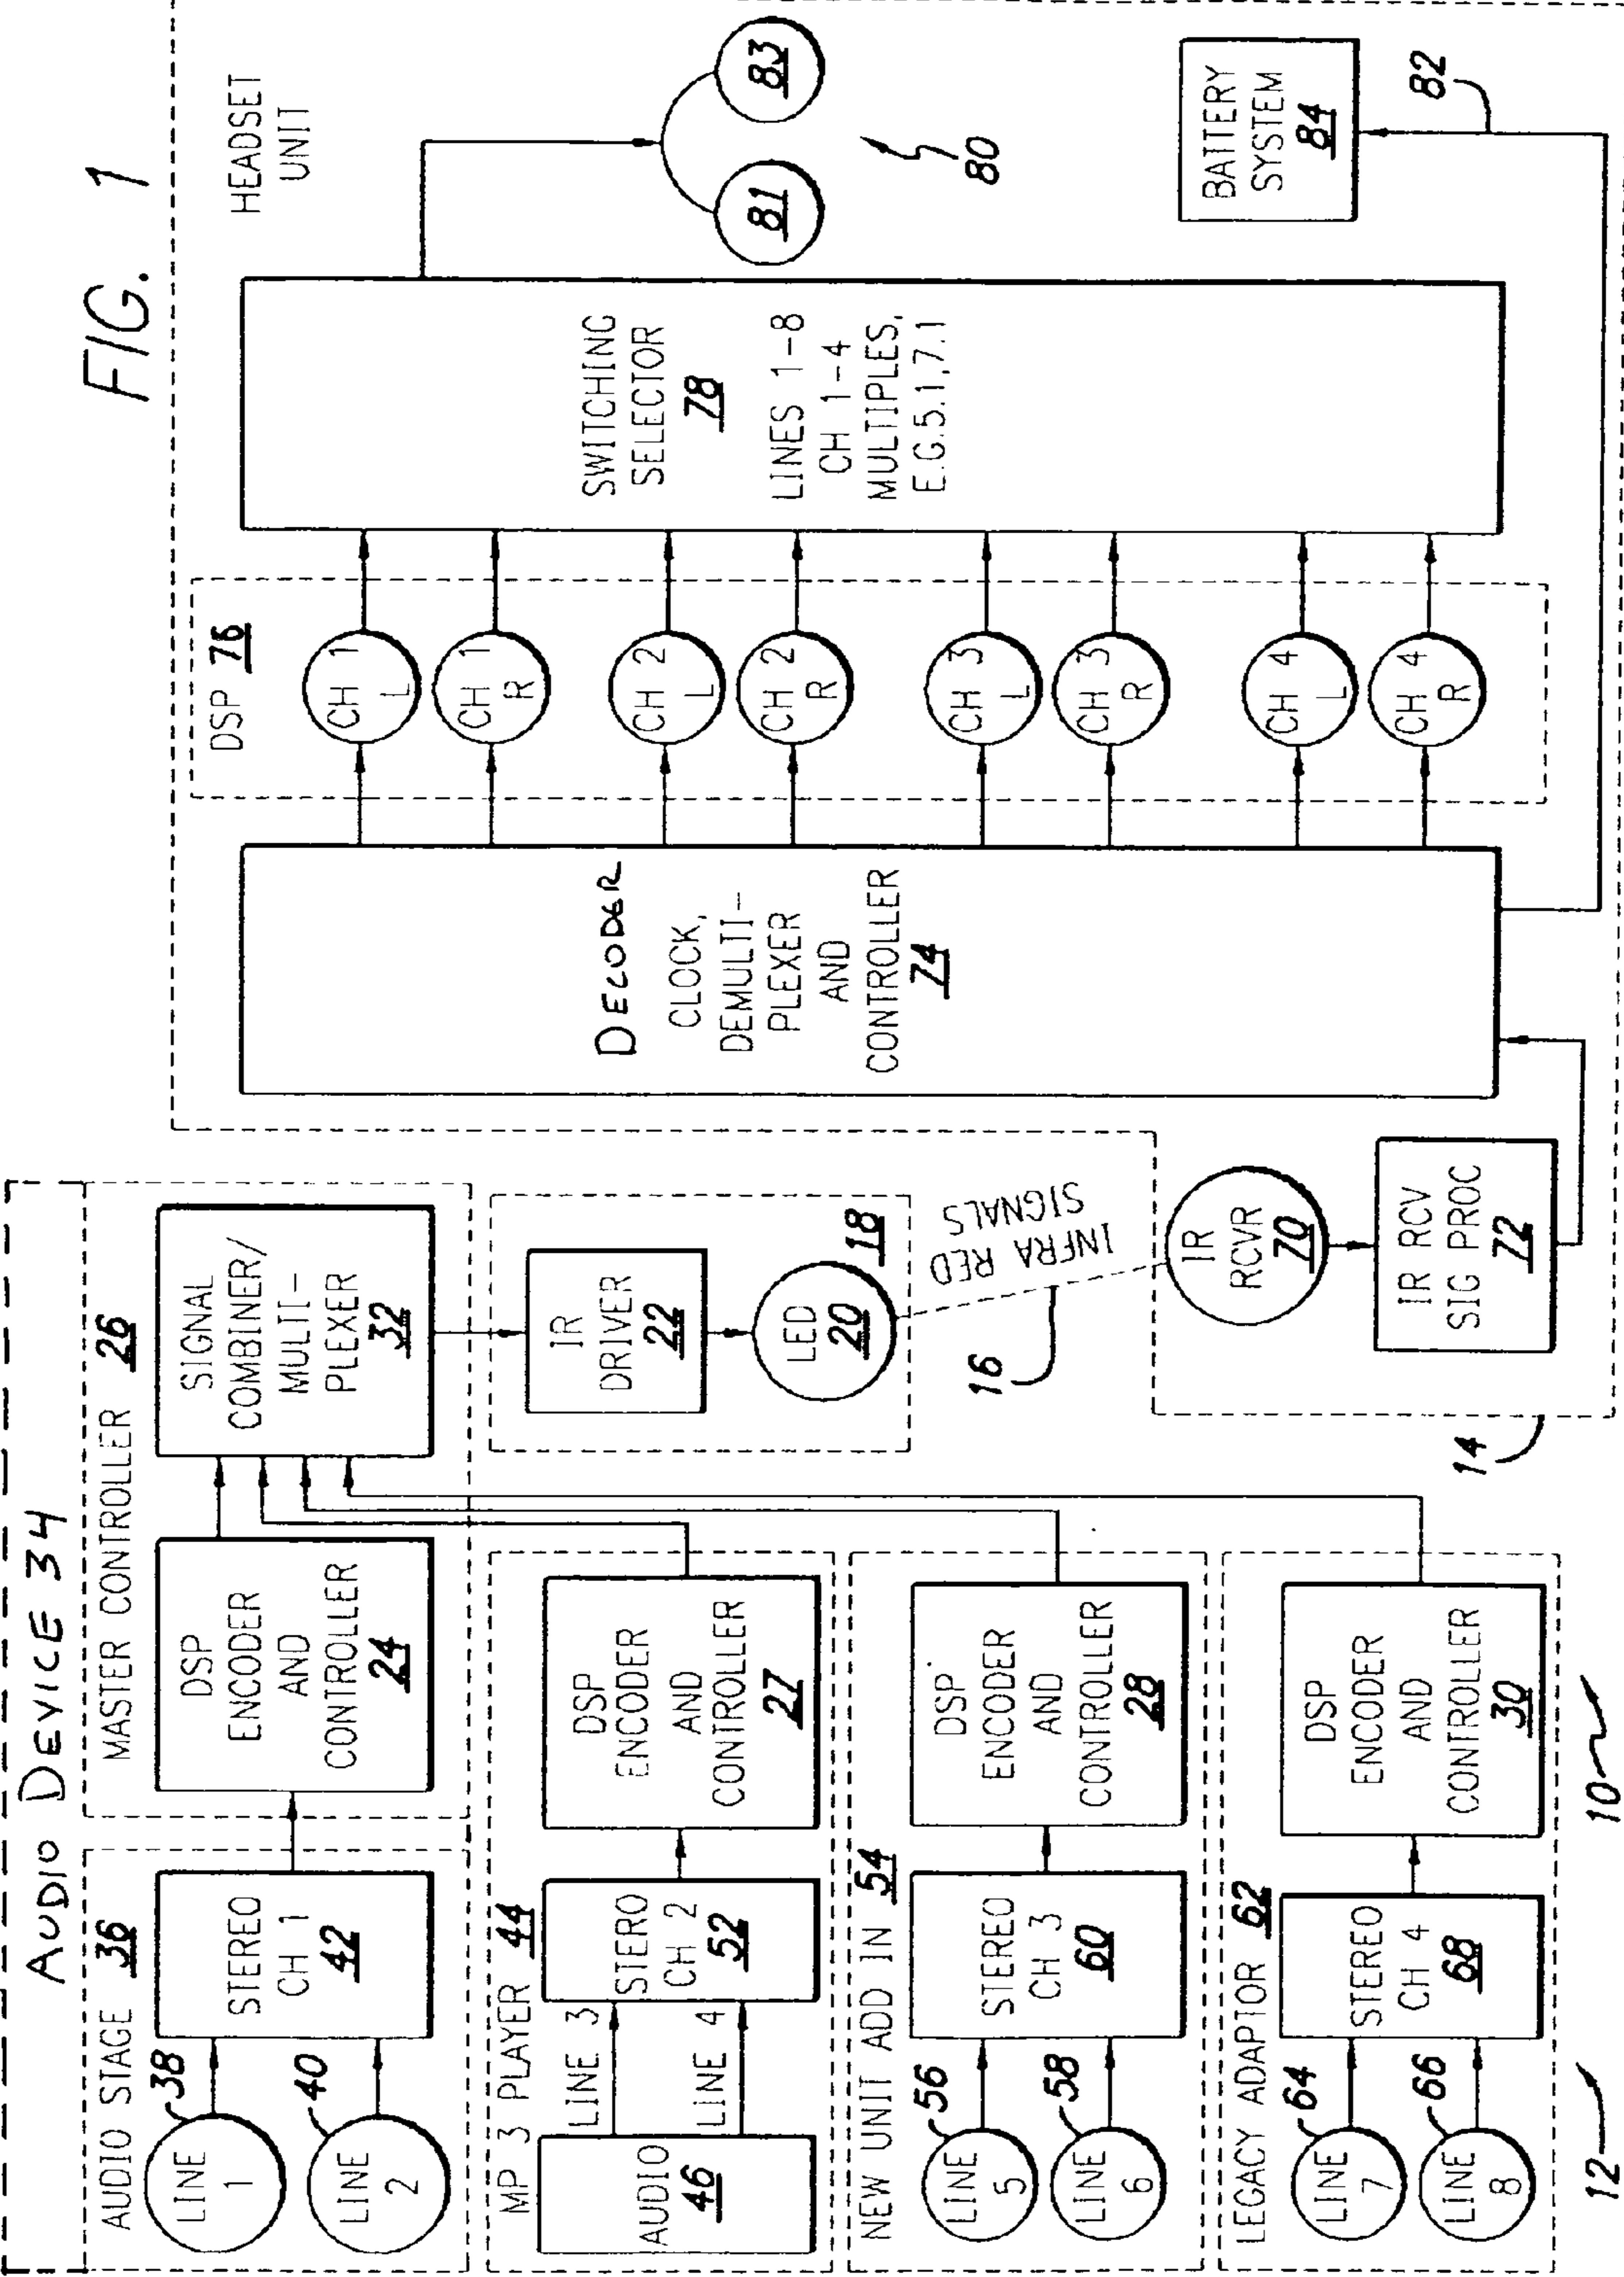 FIG. 1
AUDIO DEVICE 34
AUDIO STAGE 36
LINE
1
38
LINE
2
40
STEREO
CH 1
42
MASTER CONTROLLER 26
DSP
ENCODER
AND
CONTROLLER
24
SIGNAL
COMBINER/
MULTI-
PLEXER
32
MP 3 PLAYER 44
AUDIO
46
LINE 3
LINE 4
STERO
CH 2
52
DSP
ENCODER
AND
CONTROLLER
27
IR
DRIVER
22
LED
20
18
NEW UNIT ADD IN 54
LINE
5
56
LINE
6
58
STEREO
CH 3
60
DSP
ENCODER
AND
CONTROLLER
28
INFRA RED
SIGNALS
16
LEGACY ADAPTOR 62
LINE
7
64
LINE
8
66
STEREO
CH 4
68
DSP
ENCODER
AND
CONTROLLER
30
12
10
14
IR
RCVR
70
IR RCV
SIG PROC
72
HEADSET
UNIT
DECODER
CLOCK,
DEMULTI-
PLEXER
AND
CONTROLLER
74
DSP 76
CH 1
L
CH 1
R
CH 2
L
CH 2
R
CH 3
L
CH 3
R
CH 4
L
CH 4
R
SWITCHING
SELECTOR
78
LINES 1-8
CH 1-4
MULTIPLES,
E.G.5.1,7.1
81
83
80
BATTERY
SYSTEM
84
82